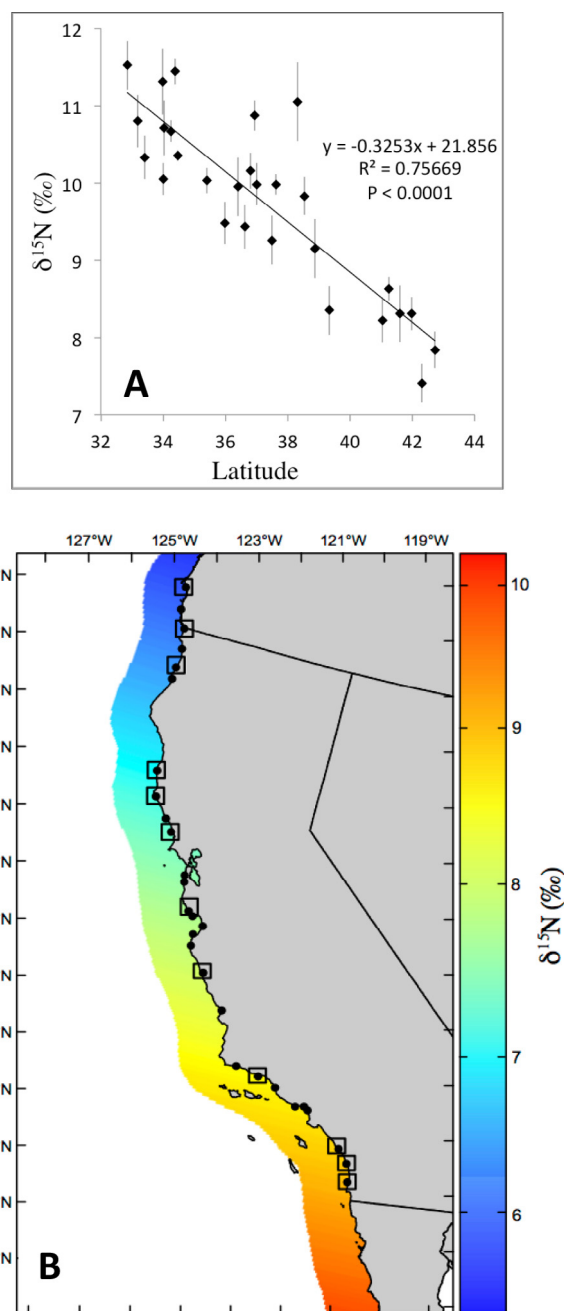 12
11
10
9
8
7
δ15N (‰)
y = -0.3253x + 21.856
R² = 0.75669
P < 0.0001
A
32 34 36 38 40 42 44
Latitude
127°W 125°W 123°W 121°W 119°W
N
N
N
N
N
N
N
N
N
N
N
N
N
10
9
8
7
6
δ15N (‰)
B